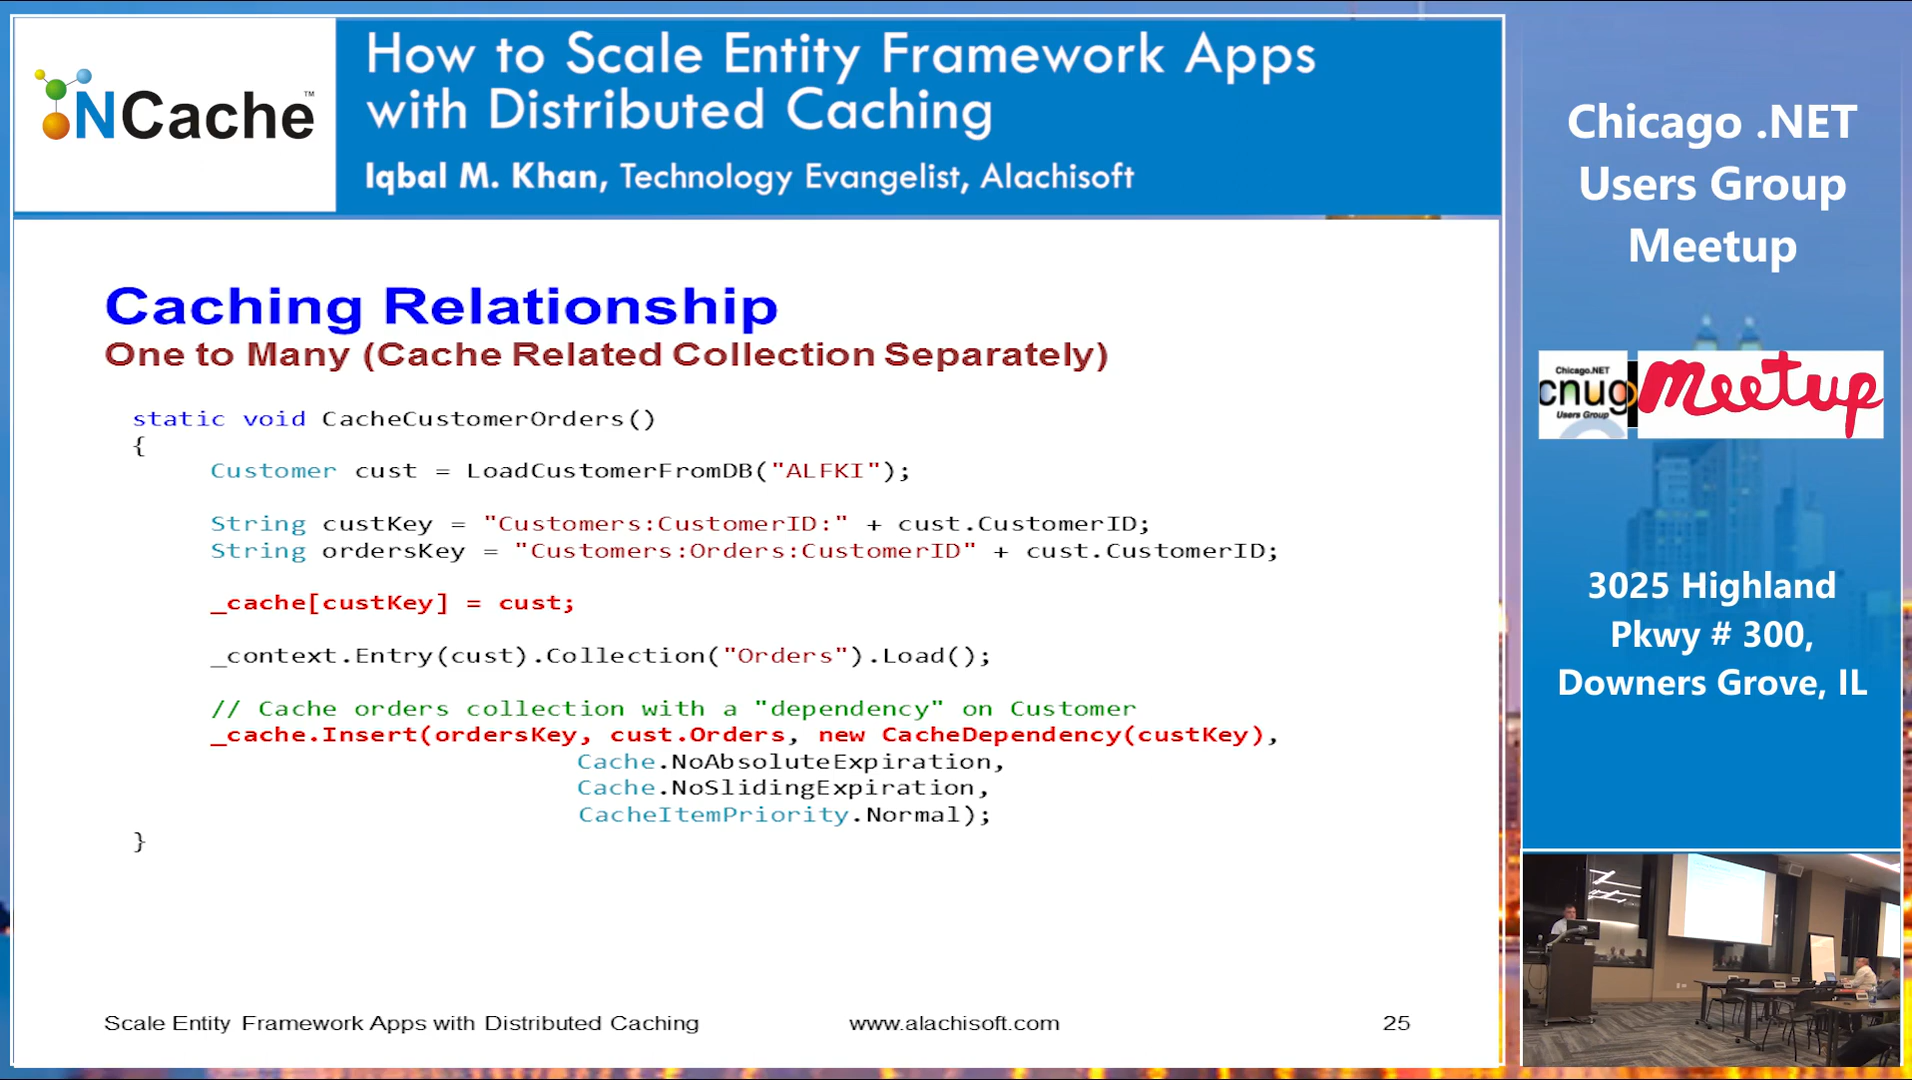 NCache™
How to Scale Entity Framework Apps
with Distributed Caching
Iqbal M. Khan, Technology Evangelist, Alachisoft
Caching Relationship
One to Many (Cache Related Collection Separately)
static void CacheCustomerOrders()
{
Customer cust = LoadCustomerFromDB("ALFKI");
String custKey = "Customers:CustomerID:" + cust.CustomerID;
String ordersKey = "Customers:Orders:CustomerID" + cust.CustomerID;
_cache[custKey] = cust;
_context.Entry(cust).Collection("Orders").Load();
// Cache orders collection with a "dependency" on Customer
_cache.Insert(ordersKey, cust.Orders, new CacheDependency(custKey),
Cache.NoAbsoluteExpiration,
Cache.NoSlidingExpiration,
CacheItemPriority.Normal);
}
Scale Entity Framework Apps with Distributed Caching
www.alachisoft.com
25
Chicago .NET
Users Group
Meetup
Chicago.NET
cnug
Users Group
meetup
3025 Highland
Pkwy # 300,
Downers Grove, IL